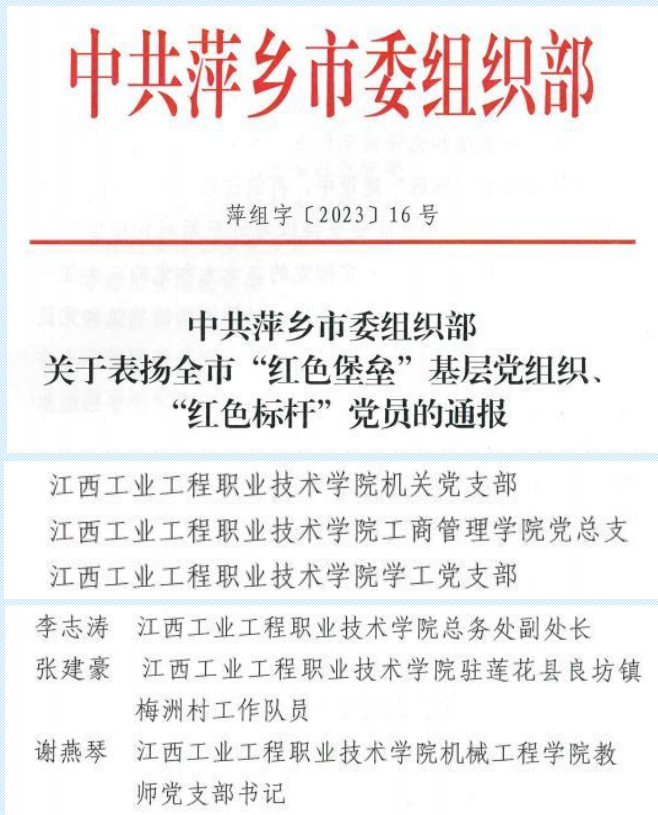 中共萍乡市委组织部
萍组字〔2023〕16号
中共萍乡市委组织部
关于表扬全市“红色堡垒”基层党组织、
“红色标杆”党员的通报
江西工业工程职业技术学院机关党支部
江西工业工程职业技术学院工商管理学院党总支
江西工业工程职业技术学院学工党支部
李志涛 江西工业工程职业技术学院总务处副处长
张建豪 江西工业工程职业技术学院驻莲花县良坊镇
梅洲村工作队员
谢燕琴 江西工业工程职业技术学院机械工程学院教
师党支部书记